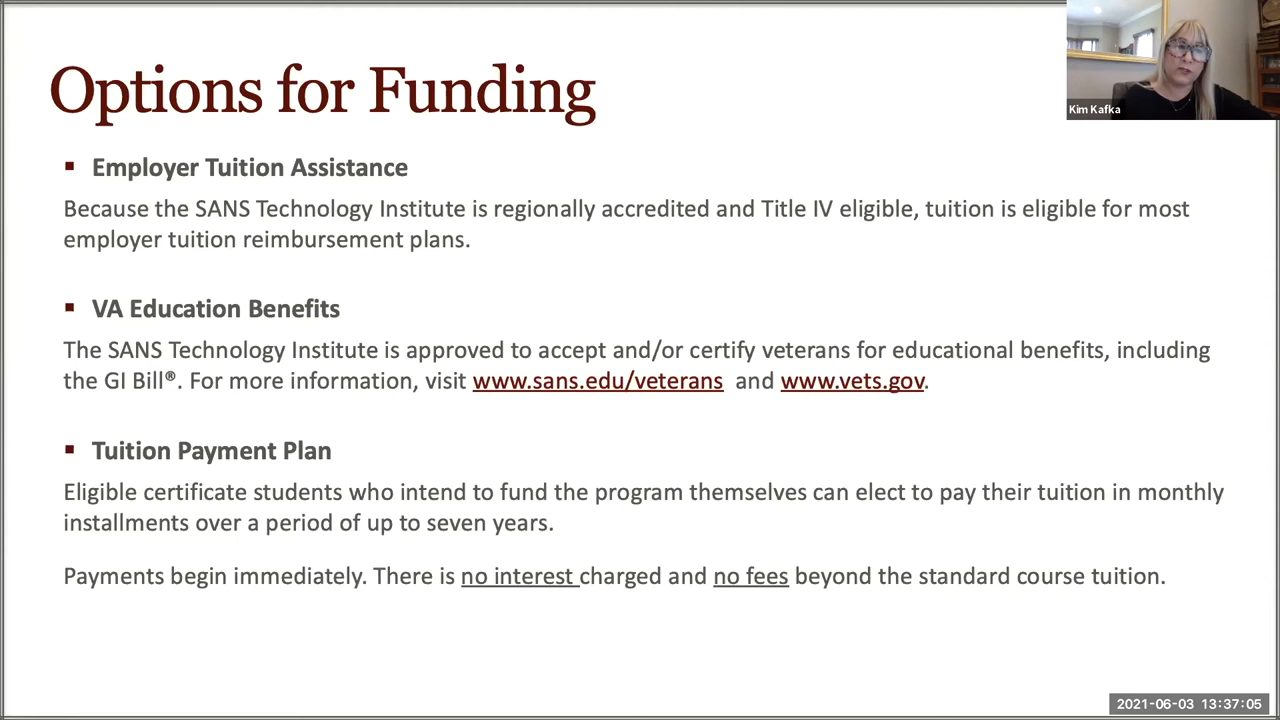 Options for Funding
Kim Kafka
▪ Employer Tuition Assistance
Because the SANS Technology Institute is regionally accredited and Title IV eligible, tuition is eligible for most
employer tuition reimbursement plans.
▪ VA Education Benefits
The SANS Technology Institute is approved to accept and/or certify veterans for educational benefits, including
the GI Bill®. For more information, visit www.sans.edu/veterans and www.vets.gov.
▪ Tuition Payment Plan
Eligible certificate students who intend to fund the program themselves can elect to pay their tuition in monthly
installments over a period of up to seven years.
Payments begin immediately. There is no interest charged and no fees beyond the standard course tuition.
2021-06-03 13:37:05